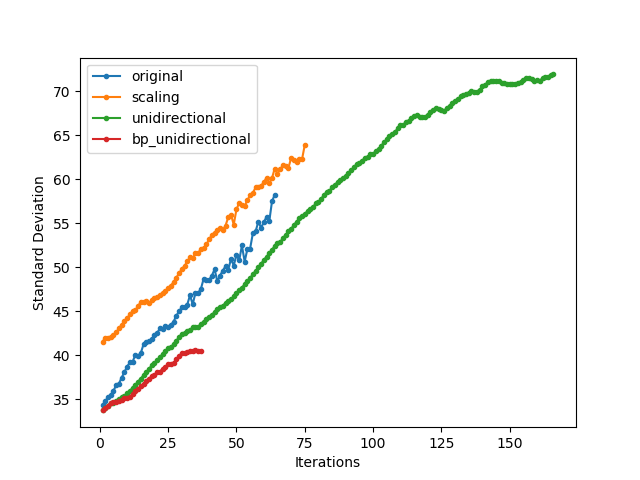 original
scaling
unidirectional
bp_unidirectional
70
65
60
55
50
45
40
35
Standard Deviation
0 25 50 75 100 125 150
Iterations